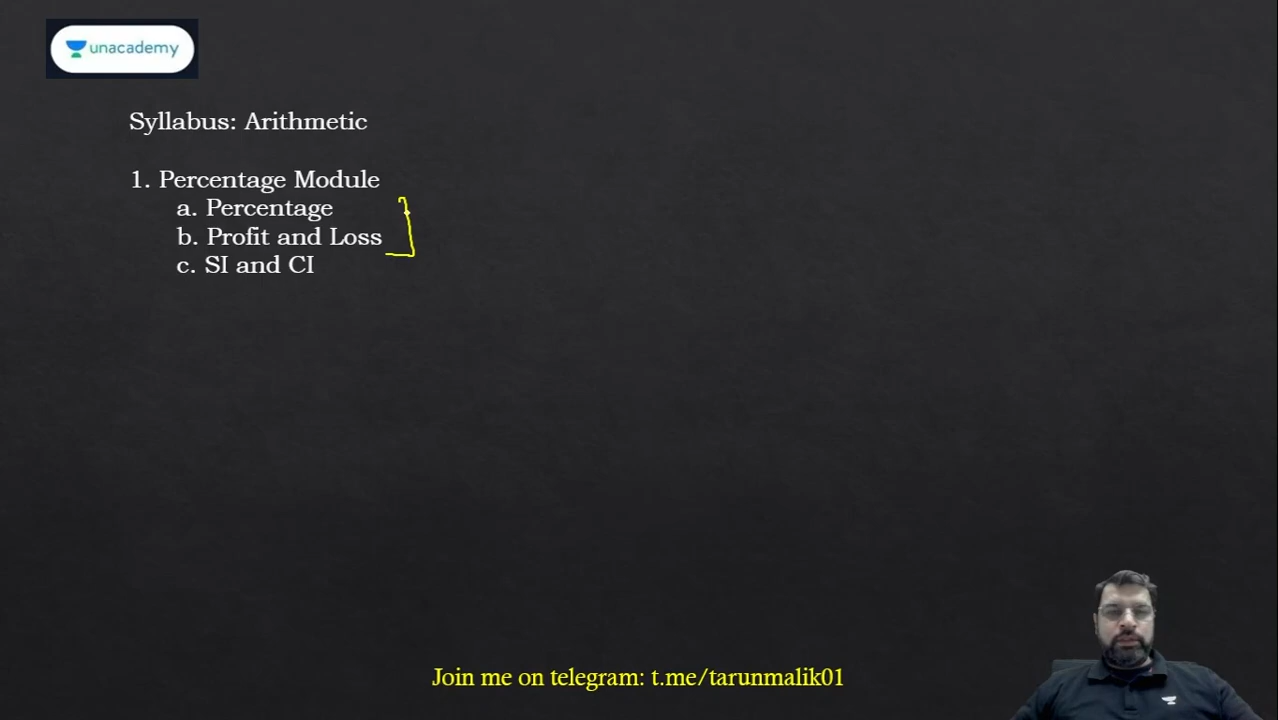 unacademy
Syllabus: Arithmetic
1. Percentage Module
a. Percentage
b. Profit and Loss
c. SI and CI
Join me on telegram: t.me/tarunmalik01